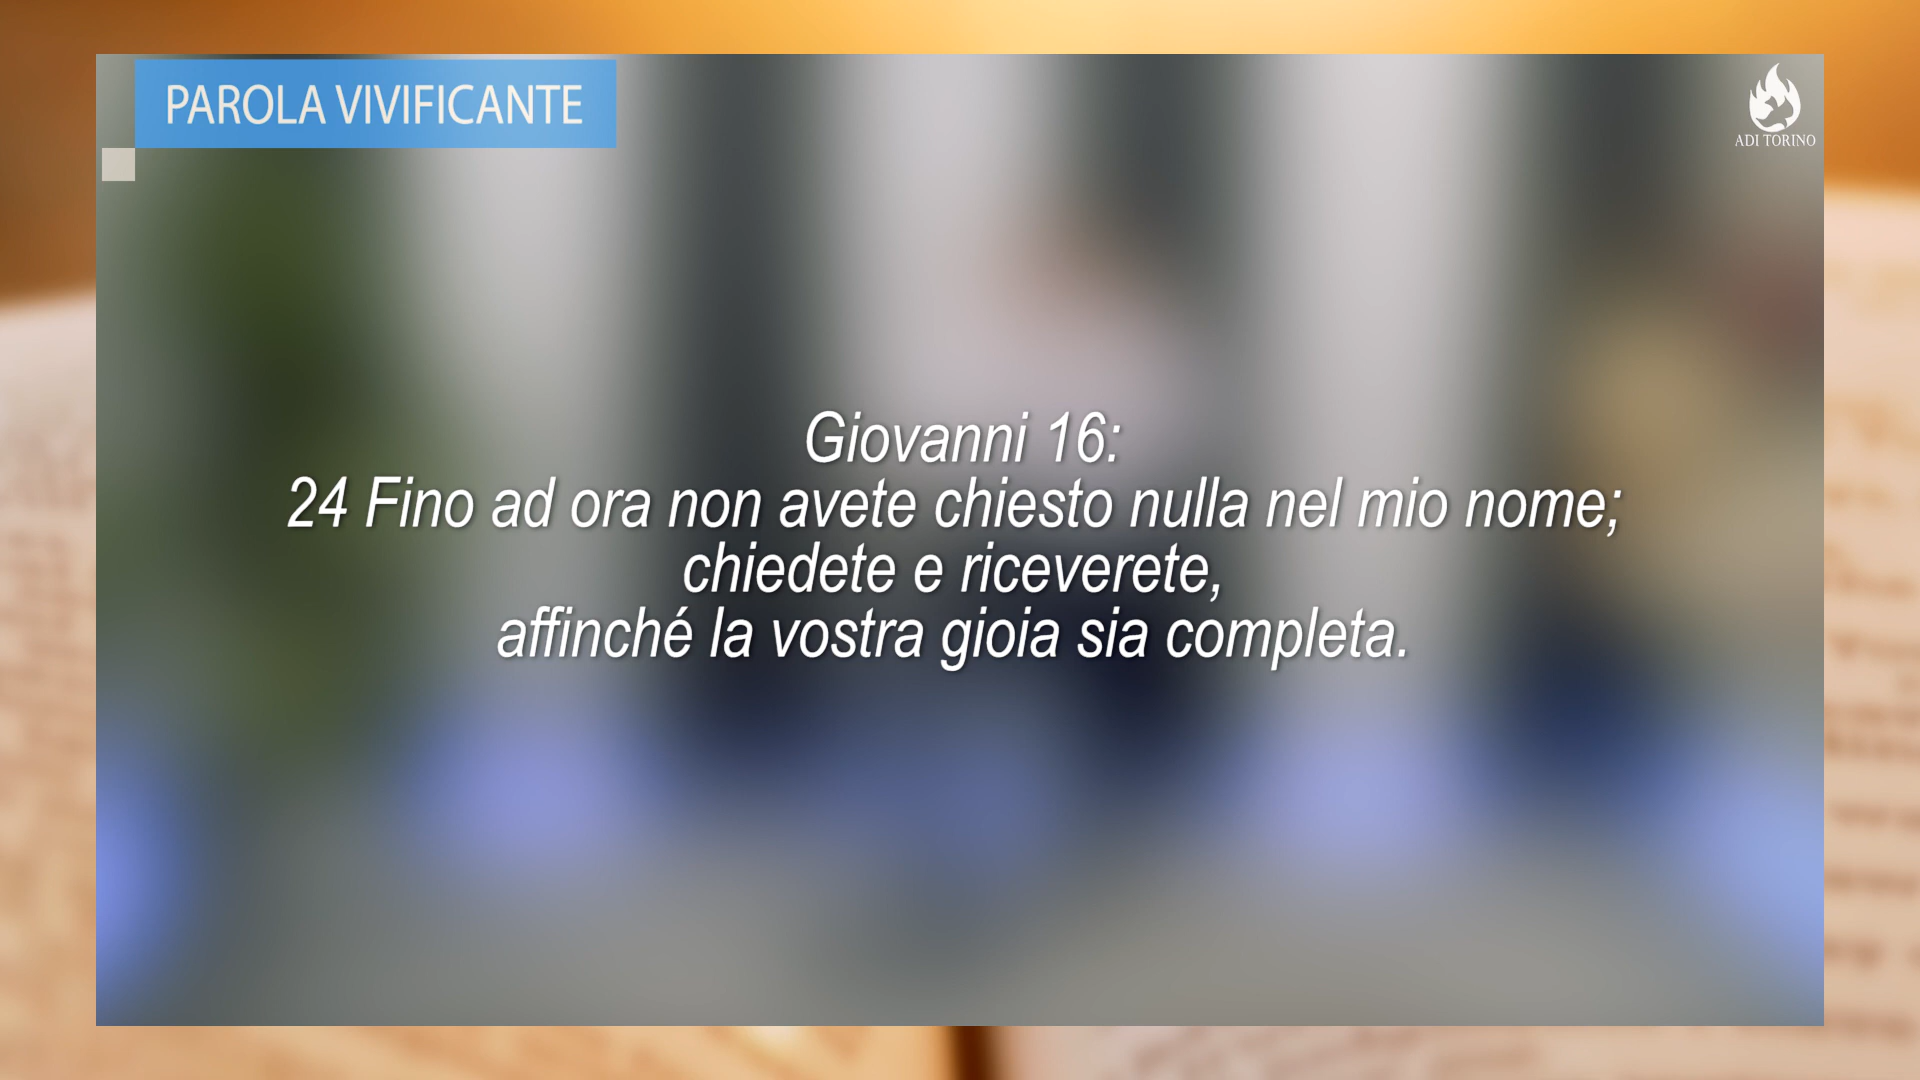 PAROLA VIVIFICANTE
ADI TORINO
Giovanni 16:
24 Fino ad ora non avete chiesto nulla nel mio nome;
chiedete e riceverete,
affinché la vostra gioia sia completa.